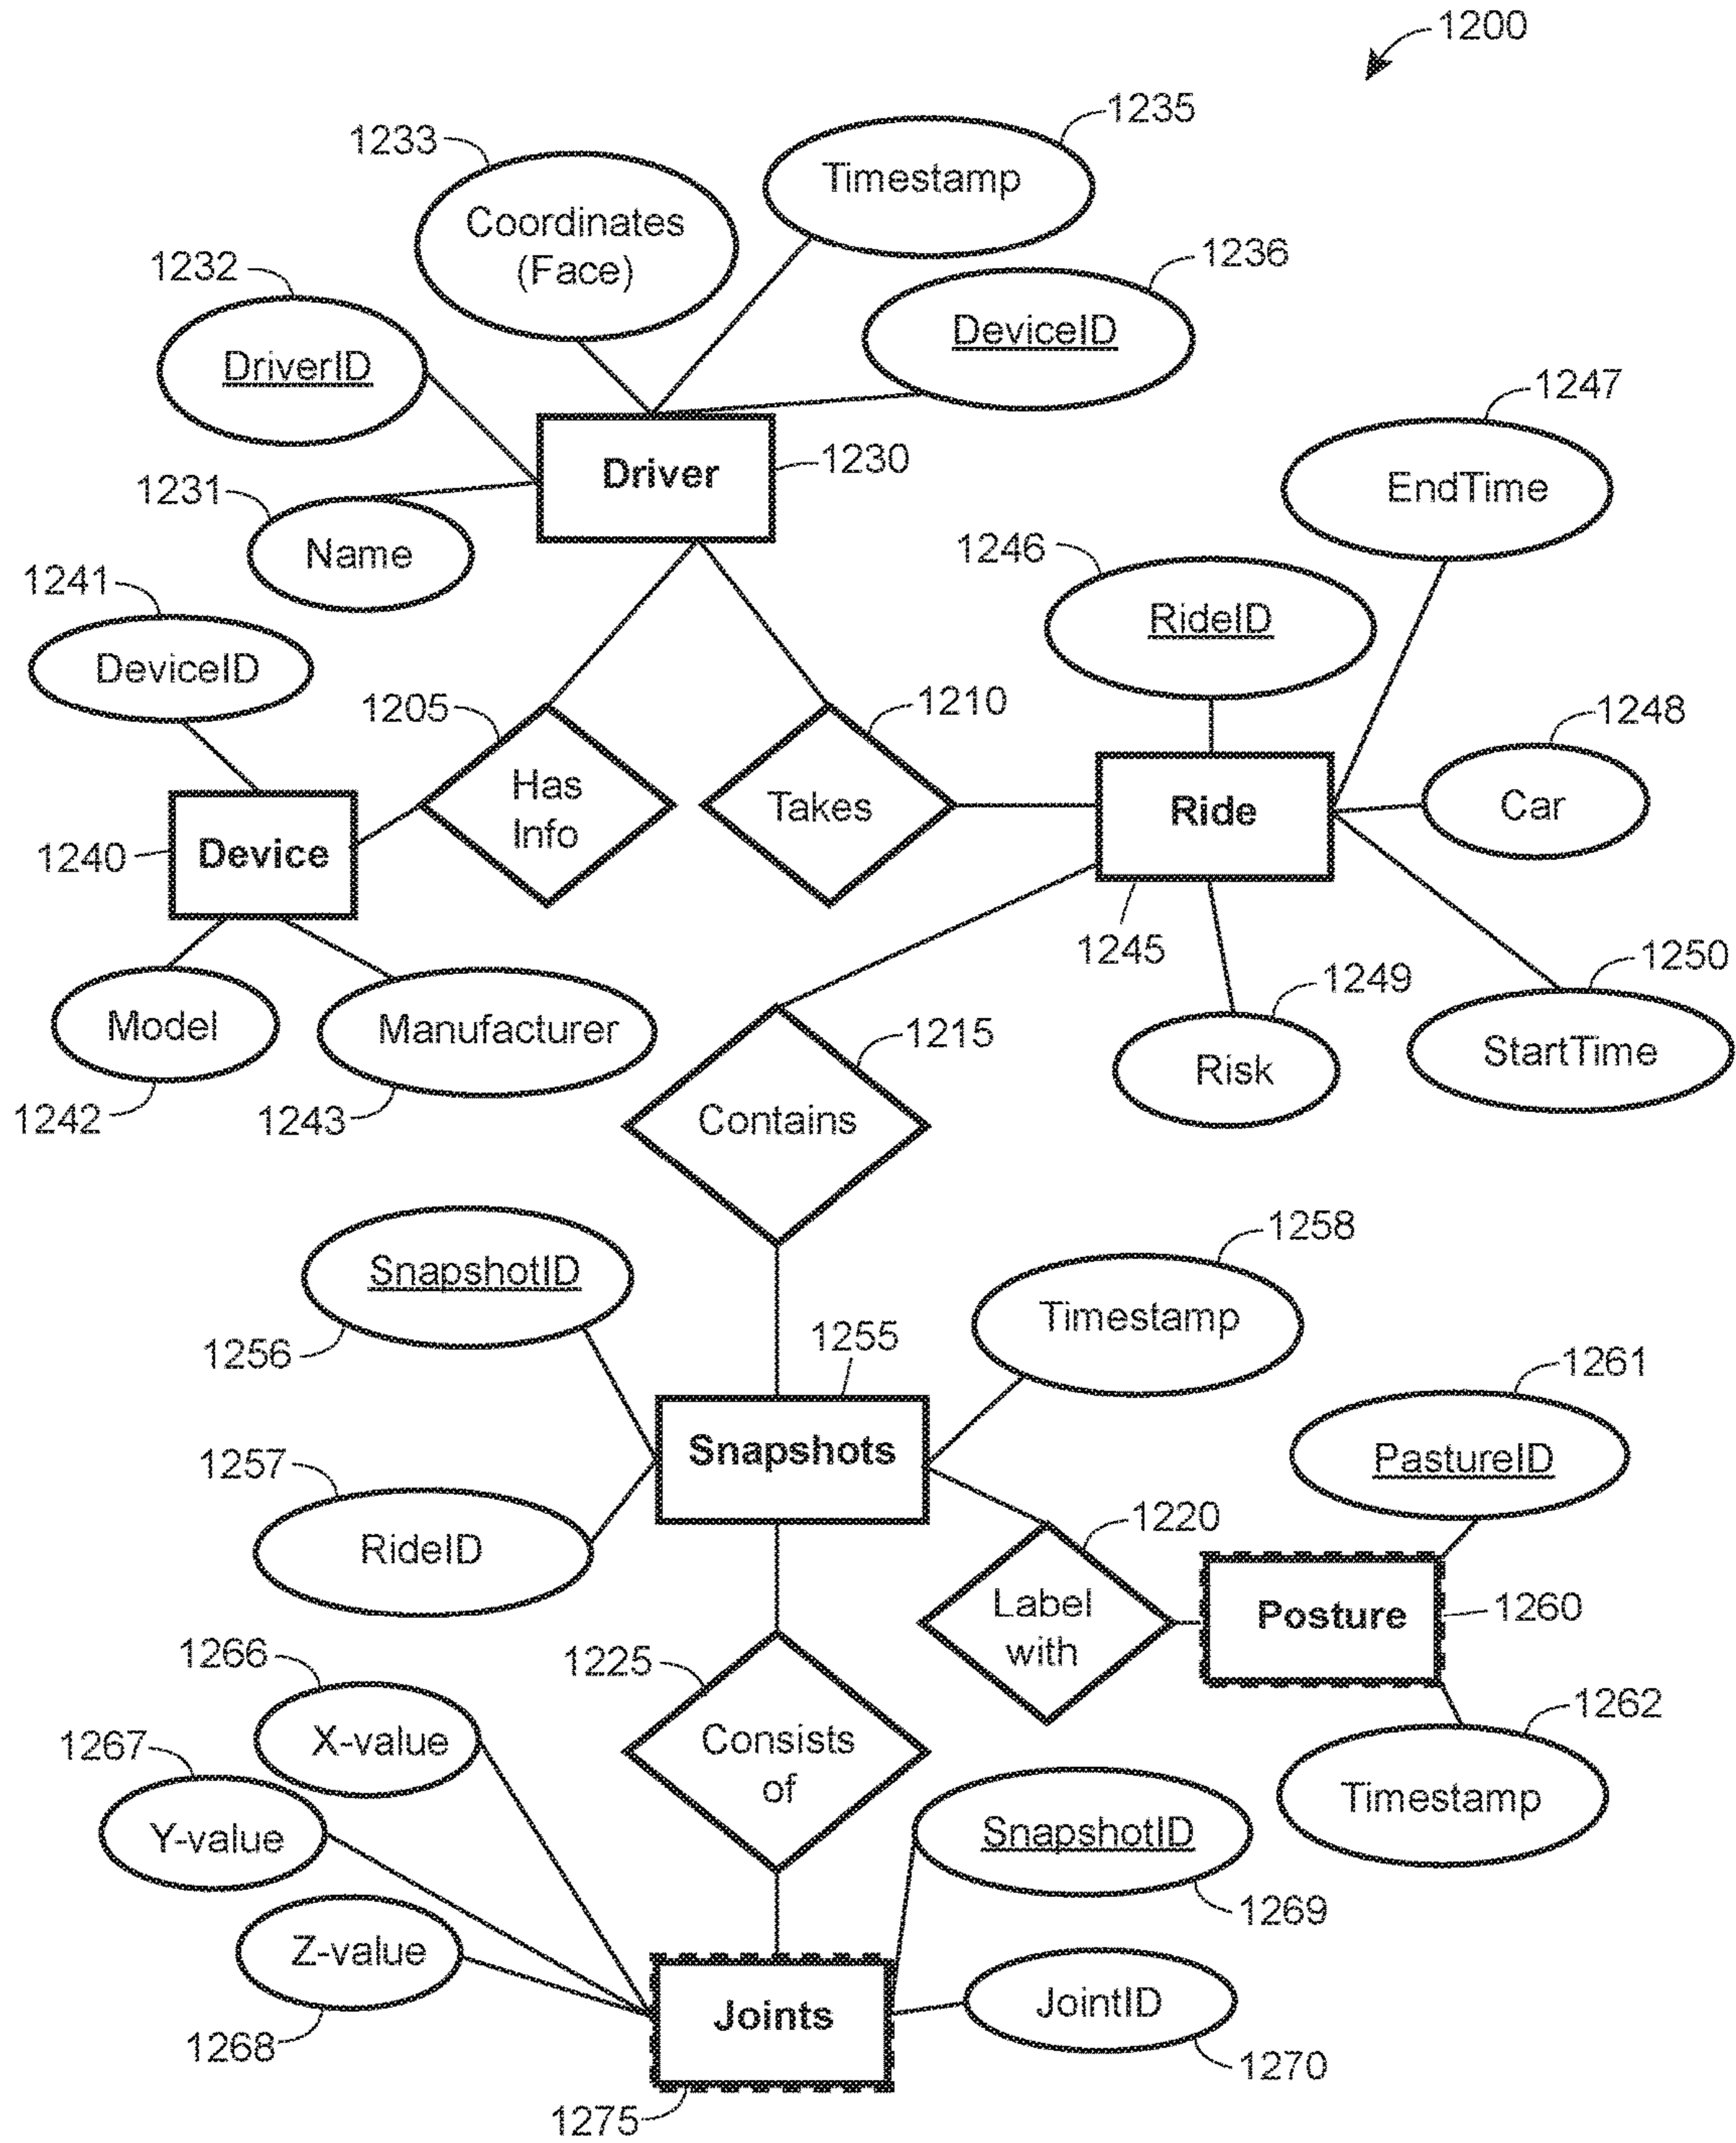 1200
1235
Timestamp
1233
Coordinates
(Face)
1236
DeviceID
1232
DriverID
1247
EndTime
Driver
1230
1231
Name
1246
RideID
1241
DeviceID
1205
Has
Info
1210
Takes
1248
Car
Ride
1240
Device
1245
1250
StartTime
1249
Risk
Model
1242
Manufacturer
1243
1215
Contains
SnapshotID
1256
1258
Timestamp
1255
Snapshots
1261
PastureID
1257
RideID
1220
Label
with
Posture
1260
1225
Consists
of
1266
X-value
1267
Y-value
1262
Timestamp
SnapshotID
1269
Z-value
1268
Joints
1275
JointID
1270